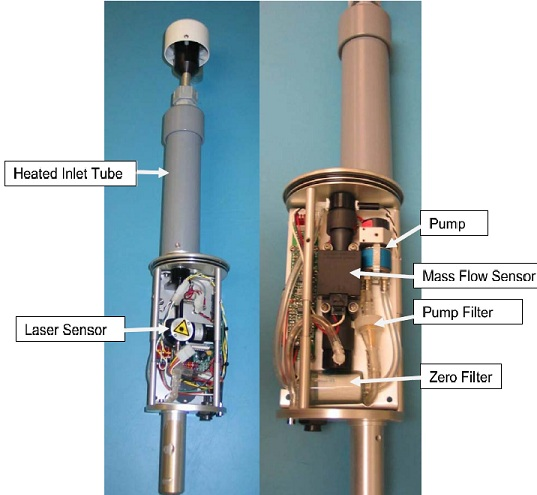 Heated Inlet Tube
Laser Sensor
Pump
Mass Flow Sensor
Pump Filter
Zero Filter